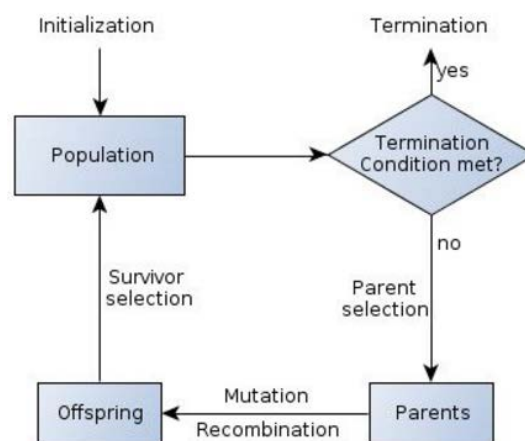 Initialization
Termination
yes
Population
Termination
Condition met?
no
Survivor
selection
Parent
selection
Mutation
Offspring
Parents
Recombination